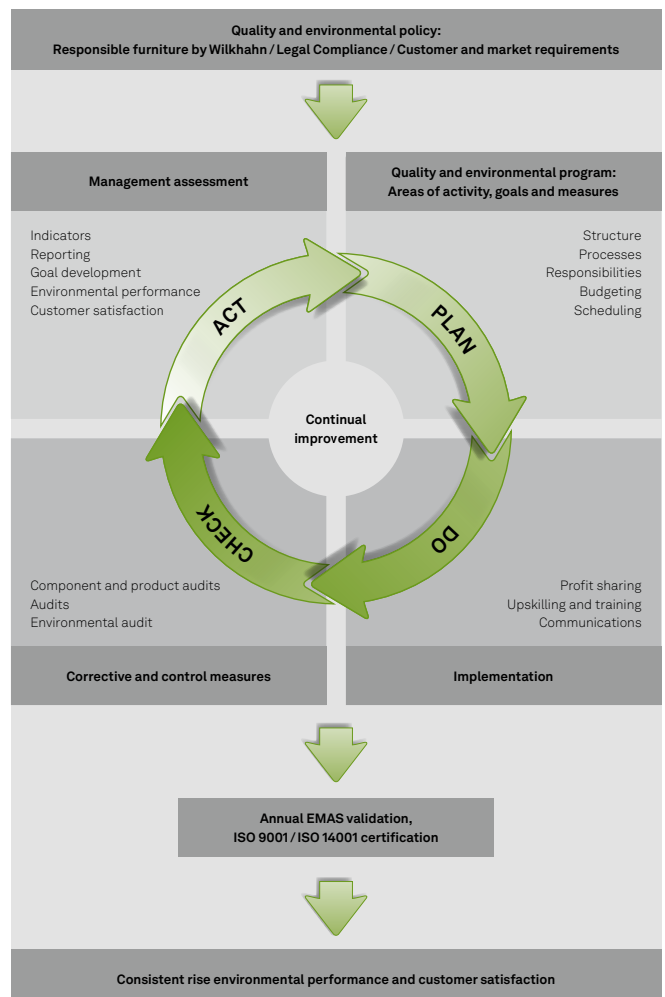 Quality and environmental policy:
Responsible furniture by Wilkhahn / Legal Compliance / Customer and market requirements
Management assessment
Quality and environmental program:
Areas of activity, goals and measures
Indicators
Reporting
Goal development
Environmental performance
Customer satisfaction
Structure
Processes
Responsibilities
Budgeting
Scheduling
ACT
PLAN
Continual
improvement
CHECK
DO
Component and product audits
Audits
Environmental audit
Profit sharing
Upskilling and training
Communications
Corrective and control measures
Implementation
Annual EMAS validation,
ISO 9001 / ISO 14001 certification
Consistent rise environmental performance and customer satisfaction